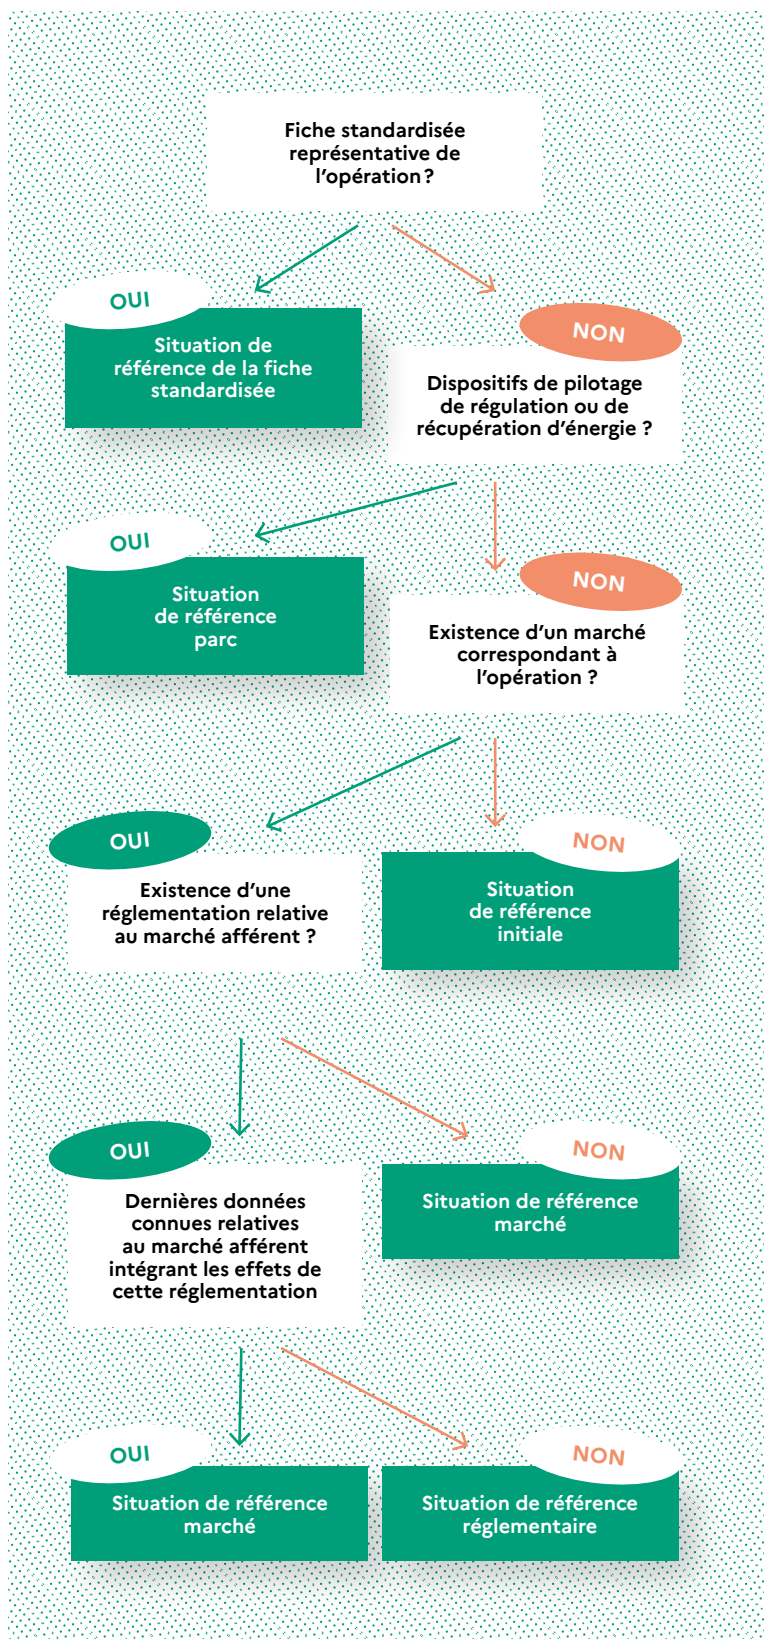 Fiche standardisée
représentative de
l’opération ?
OUI
Situation de
référence de la fiche
standardisée
NON
Dispositifs de pilotage
de régulation ou de
récupération d’énergie ?
OUI
Situation
de référence
parc
NON
Existence d’un marché
correspondant à
l’opération ?
OUI
Existence d’une
réglementation relative
au marché afférent ?
NON
Situation
de référence
initiale
OUI
Dernières données
connues relatives
au marché afférent
intégrant les effets de
cette réglementation
NON
Situation de référence
marché
OUI
Situation de référence
marché
NON
Situation de référence
réglementaire